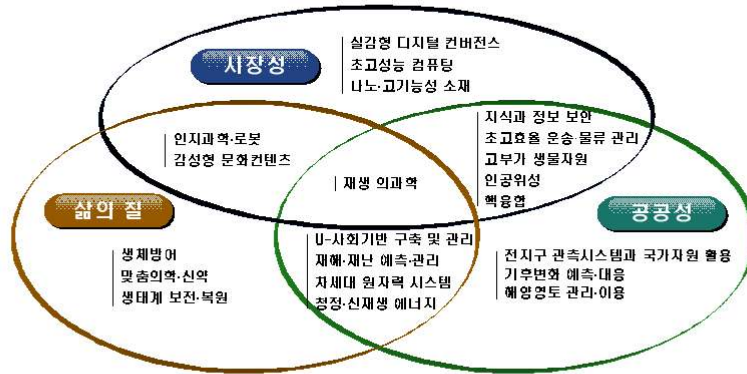 시장성
실감형 디지털 컨버전스
초고성능 컴퓨팅
나노·고기능성 소재
인지과학·로봇
감성형 문화컨텐츠
지식과 정보 보안
초고효율 운송·물류 관리
고부가 생물자원
인공위성
핵융합
재생 의과학
삶의 질
공공성
생체방어
맞춤의학·신약
생태계 보전·복원
U-사회기반 구축 및 관리
재해·재난 예측·관리
차세대 원자력 시스템
청정·신재생 에너지
전지구 관측시스템과 국가자원 활용
기후변화 예측·대응
해양영토 관리·이용